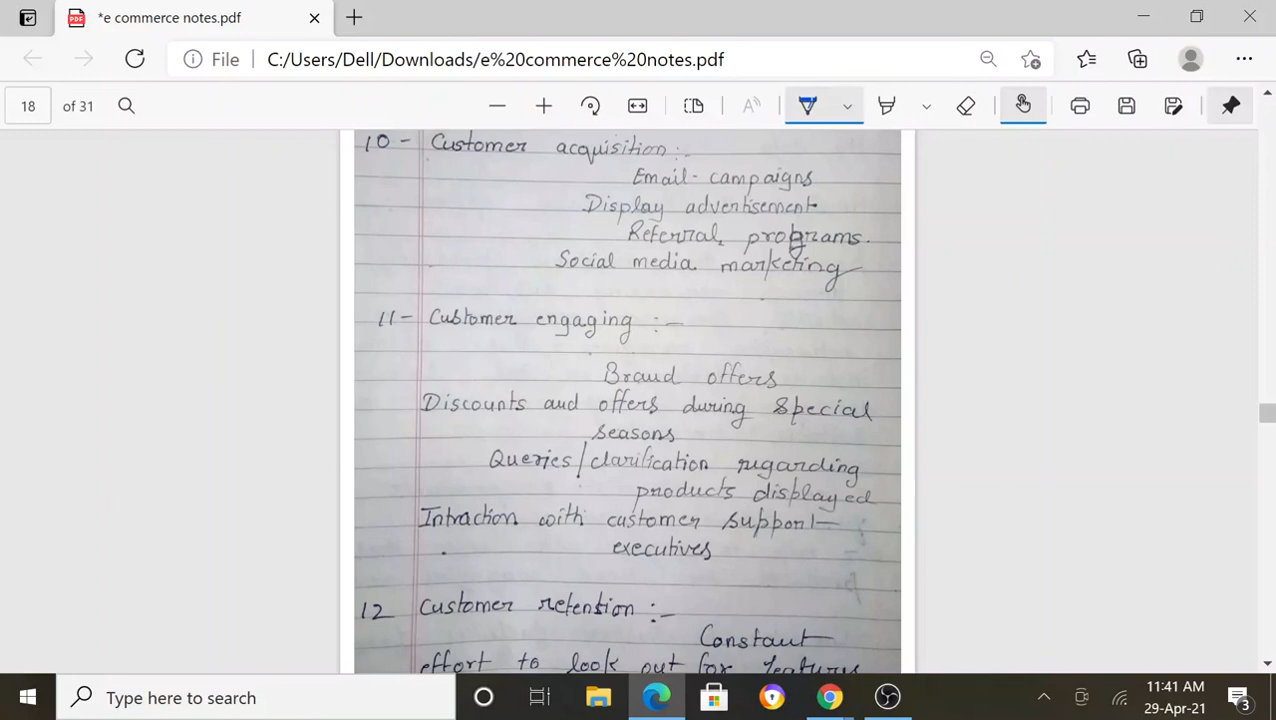 *e commerce notes.pdf
File C:/Users/Dell/Downloads/e%20commerce%20notes.pdf
18 of 31
10 - Customer acquisition :-
Email - campaigns
Display advertisement
Referral programs.
Social media marketing
11 - Customer engaging :-
Brand offers
Discounts and offers during special
seasons
Queries/clarification regarding
products displayed
Intraction with customer support
executives
12 Customer retention :-
Constant
effort to look out for features
Type here to search
11:41 AM
29-Apr-21
3